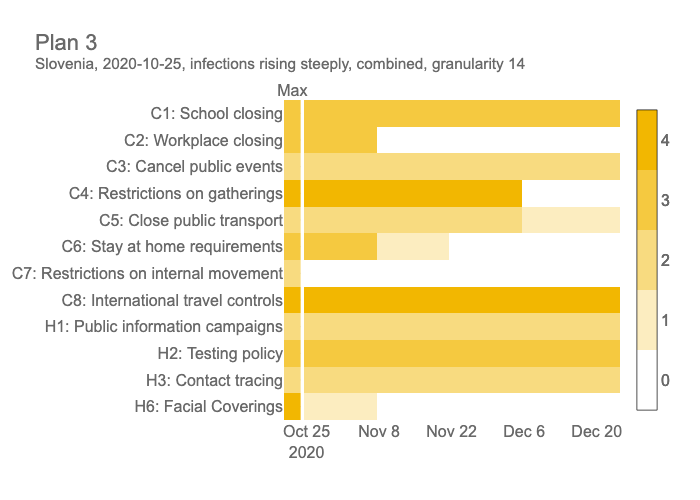 Plan 3
Slovenia, 2020-10-25, infections rising steeply, combined, granularity 14
Max
C1: School closing
C2: Workplace closing
C3: Cancel public events
C4: Restrictions on gatherings
C5: Close public transport
C6: Stay at home requirements
C7: Restrictions on internal movement
C8: International travel controls
H1: Public information campaigns
H2: Testing policy
H3: Contact tracing
H6: Facial Coverings
Oct 25 Nov 8 Nov 22 Dec 6 Dec 20
2020
4
3
2
1
0